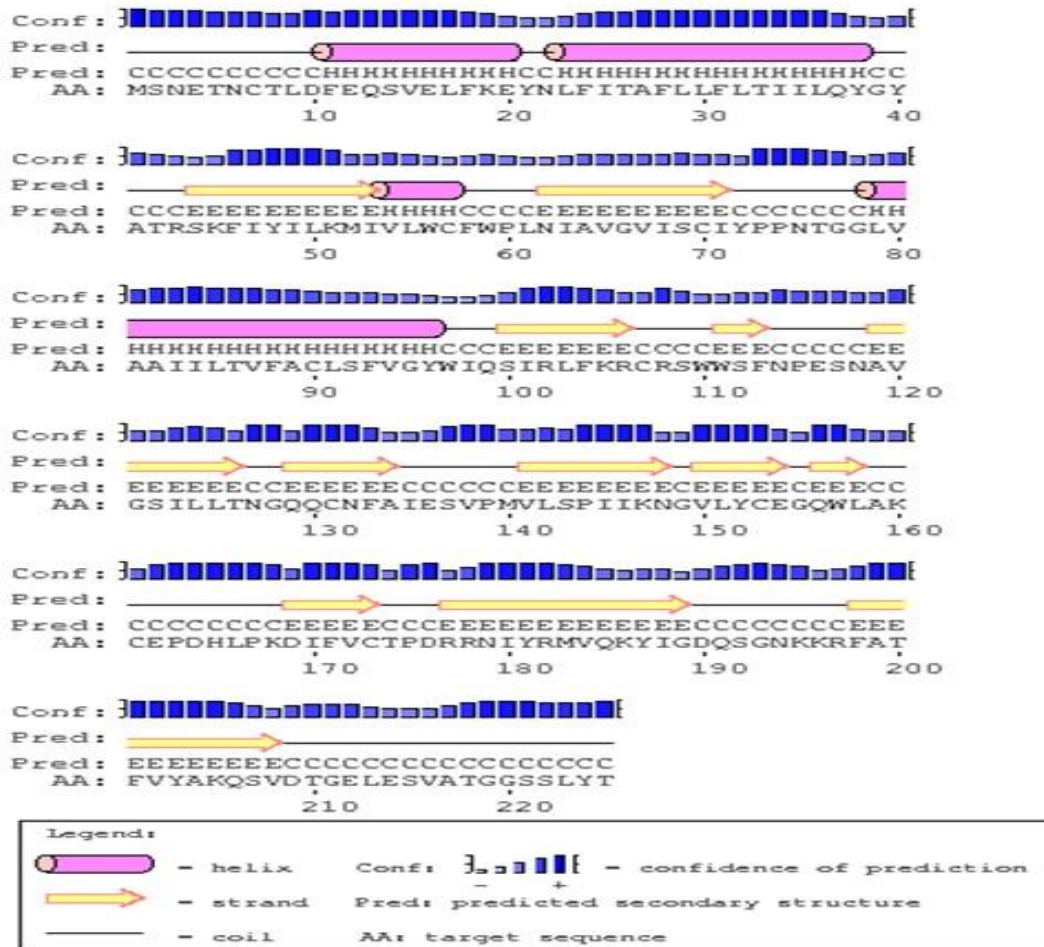 Conf:
Pred:
Pred: CCCCCCCCCCHHHHHHHHHHCCHHHHHHHHHHHHHHHHCC
AA: MSNETNCTLDFEQSVELFKEYNLFITAFLLFLTIILQYGY
10 20 30 40
Conf:
Pred:
Pred: CCCEEEEEEEEEEHHHHCCCCEEEEEEEEEECCCCCCCHH
AA: ATRSKFIYILKMIVLWCFWPLNIAVGVISCIYPPNTGGLV
50 60 70 80
Conf:
Pred:
Pred: HHHHHHHHHHHHHHHHCCCEEEEEEECCCCEEECCCCCEE
AA: AAIILTVFACLSFVGYWIQSIRLFKRCRSWWSFNPESNAV
90 100 110 120
Conf:
Pred:
Pred: EEEEEECCEEEEEECCCCCCEEEEEEEECEEEEECEEECC
AA: GSILLTNGQQCNFAIESVPMVLSPIIKNGVLYCEGQWLAK
130 140 150 160
Conf:
Pred:
Pred: CCCCCCCCEEEEECCCEEEEEEEEEEEEECCCCCCCCEEE
AA: CEPDHLPKDIFVCTPDRRNIYRMVQKYIGDQSGNKKRFAT
170 180 190 200
Conf:
Pred:
Pred: EEEEEEEECCCCCCCCCCCCCCCCC
AA: FVYAKQSVDTGELESVATGGSSLYT
210 220
Legend:
= helix Conf: = confidence of prediction
- +
= strand Pred: predicted secondary structure
= coil AA: target sequence